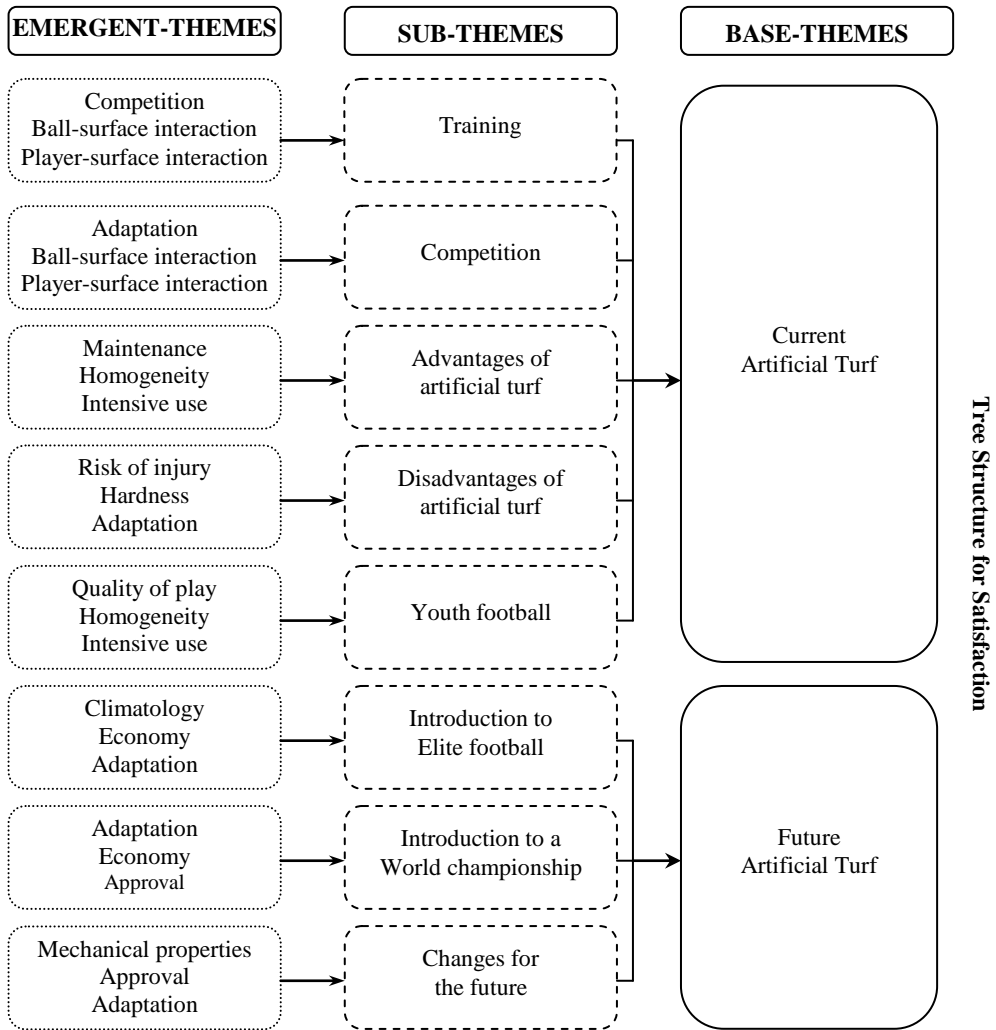 EMERGENT-THEMES
SUB-THEMES
BASE-THEMES
Competition
Ball-surface interaction
Player-surface interaction
Training
Adaptation
Ball-surface interaction
Player-surface interaction
Competition
Maintenance
Homogeneity
Intensive use
Advantages of
artificial turf
Risk of injury
Hardness
Adaptation
Disadvantages of
artificial turf
Quality of play
Homogeneity
Intensive use
Youth football
Current
Artificial Turf
Climatology
Economy
Adaptation
Introduction to
Elite football
Adaptation
Economy
Approval
Introduction to a
World championship
Mechanical properties
Approval
Adaptation
Changes for
the future
Future
Artificial Turf
Tree Structure for Satisfaction